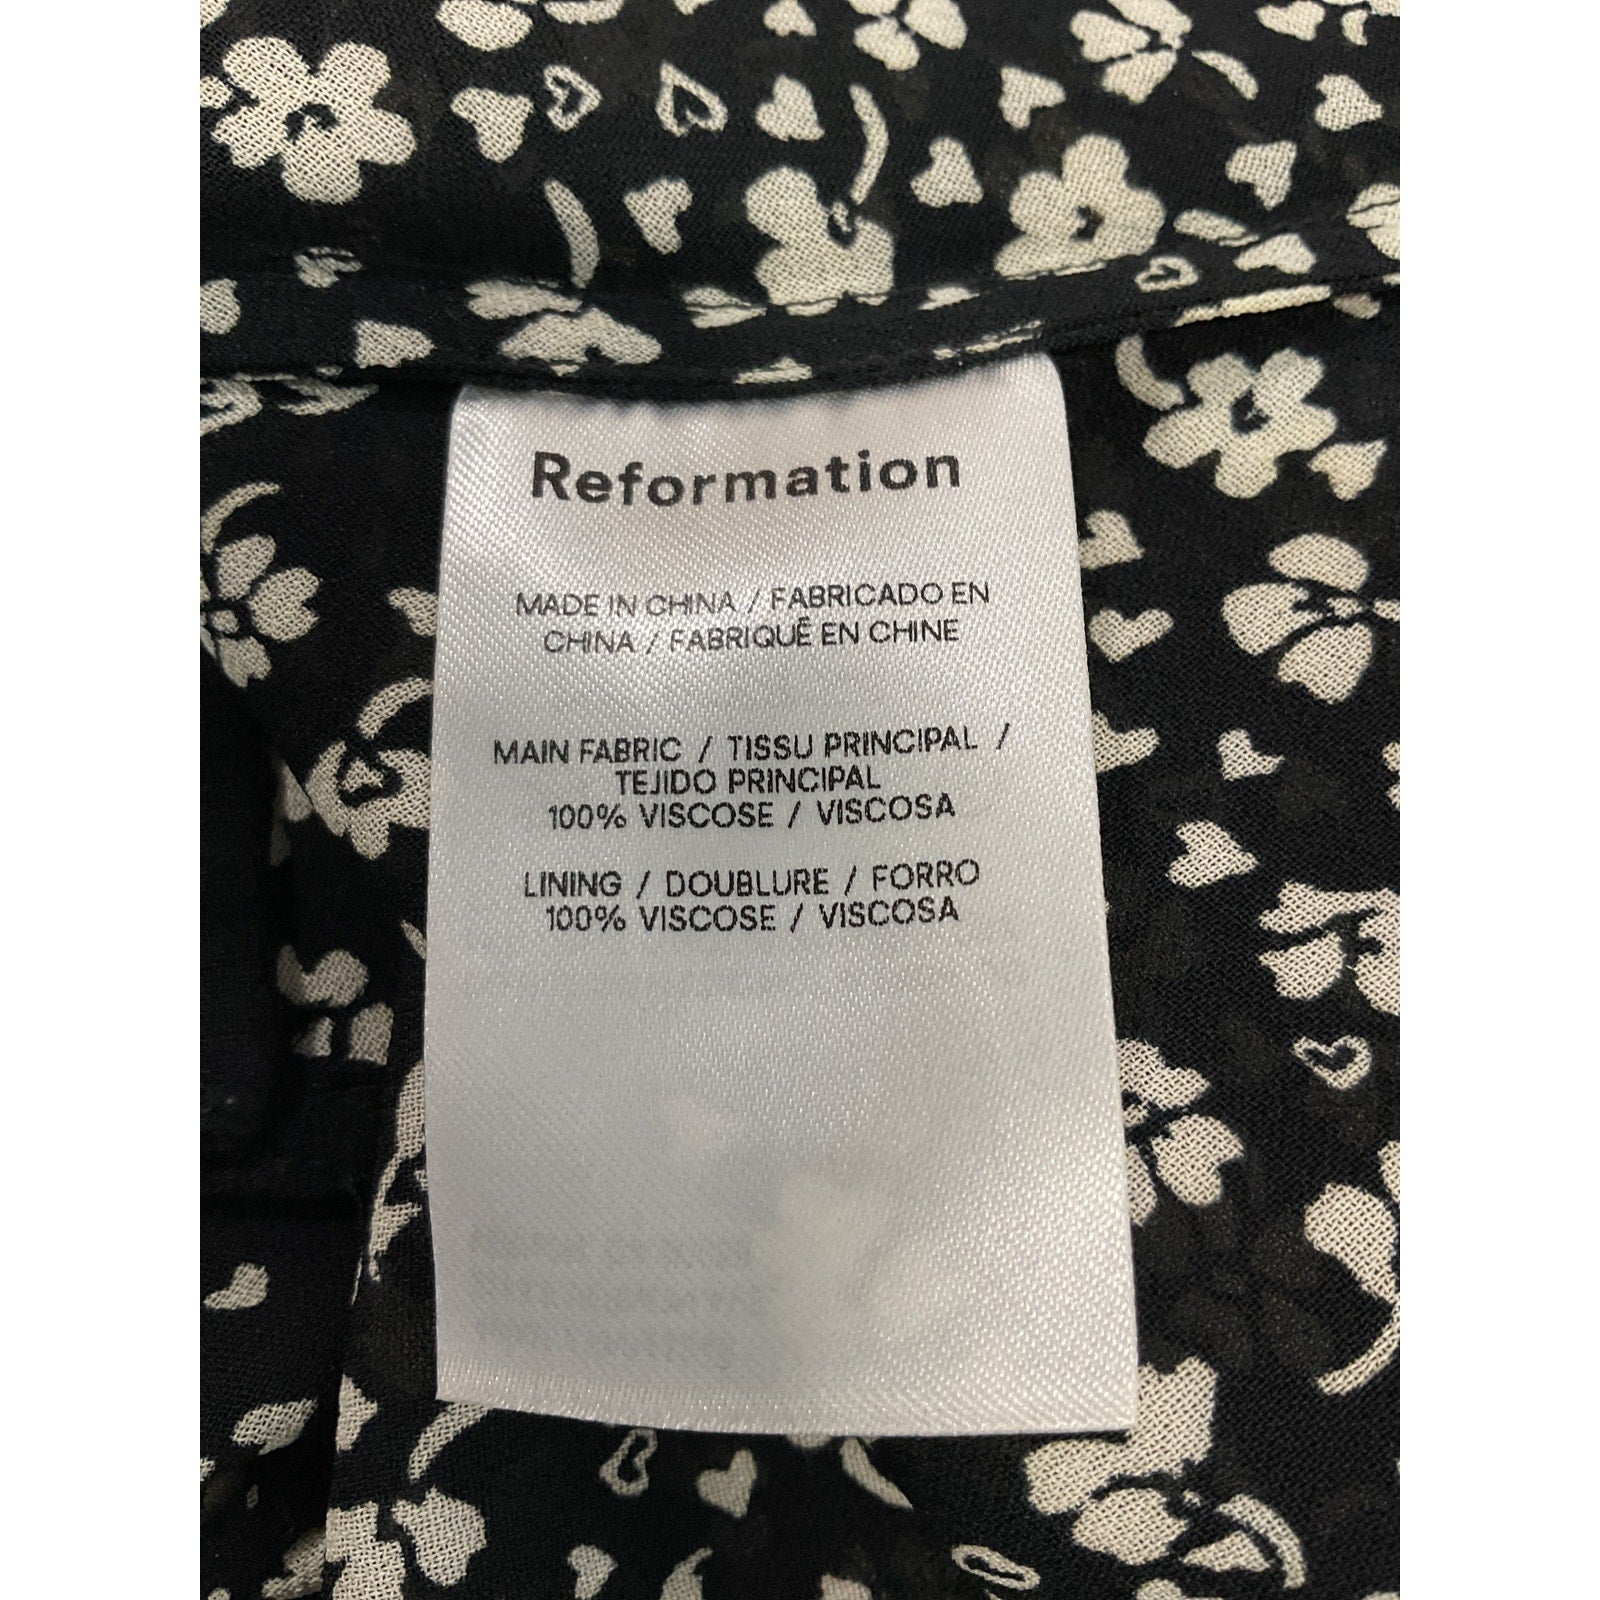 Reformation
MADE IN CHINA / FABRICADO EN
CHINA / FABRIQUÉ EN CHINE
MAIN FABRIC / TISSU PRINCIPAL /
TEJIDO PRINCIPAL
100% VISCOSE / VISCOSA
LINING / DOUBLURE / FORRO
100% VISCOSE / VISCOSA